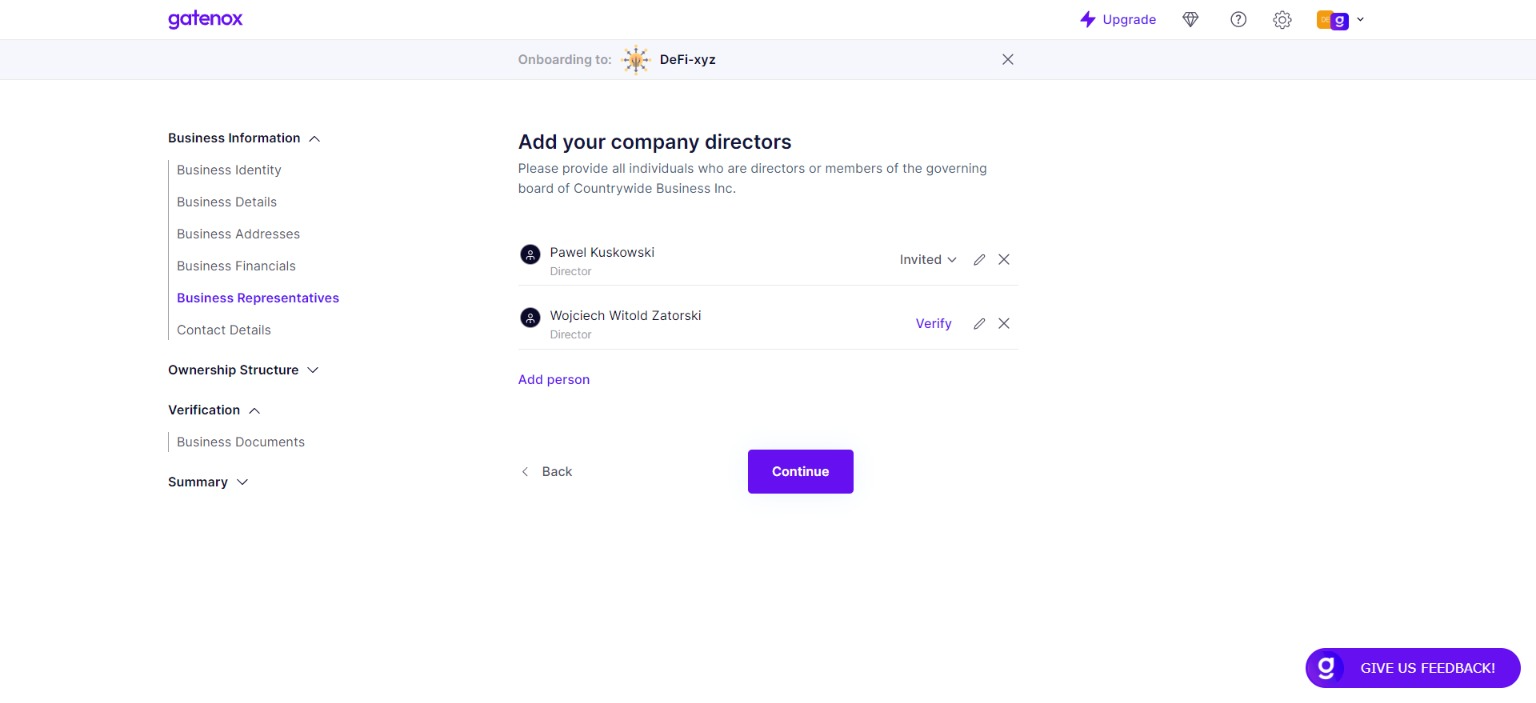 gatenox
Upgrade
Onboarding to: DeFi-xyz
Business Information
Business Identity
Business Details
Business Addresses
Business Financials
Business Representatives
Contact Details
Ownership Structure
Verification
Business Documents
Summary
Add your company directors
Please provide all individuals who are directors or members of the governing
board of Countrywide Business Inc.
Pawel Kuskowski
Director
Invited
Wojciech Witold Zatorski
Director
Verify
Add person
Back
Continue
g GIVE US FEEDBACK!